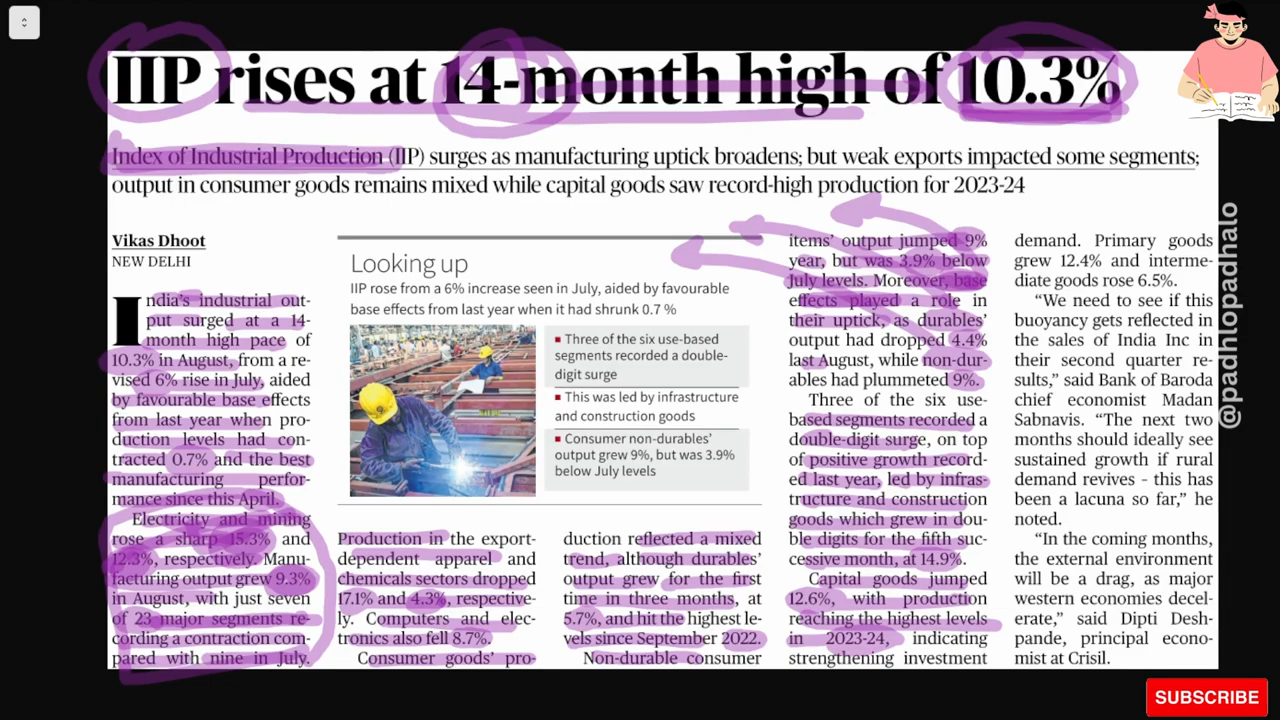 IIP rises at 14-month high of 10.3%
Index of Industrial Production (IIP) surges as manufacturing uptick broadens; but weak exports impacted some segments;
output in consumer goods remains mixed while capital goods saw record-high production for 2023-24
Vikas Dhoot
NEW DELHI
India's industrial out-
put surged at a 14-
month high pace of
10.3% in August, from a re-
vised 6% rise in July, aided
by favourable base effects
from last year when pro-
duction levels had con-
tracted 0.7% and the best
manufacturing perfor-
mance since this April.
Electricity and mining
rose a sharp 15.3% and
12.3%, respectively. Manu-
facturing output grew 9.3%
in August, with just seven
of 23 major segments re-
cording a contraction com-
pared with nine in July.
Looking up
IIP rose from a 6% increase seen in July, aided by favourable
base effects from last year when it had shrunk 0.7 %
Three of the six use-based
segments recorded a double-
digit surge
This was led by infrastructure
and construction goods
Consumer non-durables'
output grew 9%, but was 3.9%
below July levels
Production in the export-
dependent apparel and
chemicals sectors dropped
17.1% and 4.3%, respective-
ly. Computers and elec-
tronics also fell 8.7%.
Consumer goods' pro-
duction reflected a mixed
trend, although durables'
output grew for the first
time in three months, at
5.7%, and hit the highest le-
vels since September 2022.
Non-durable consumer
items' output jumped 9%
year, but was 3.9% below
July levels. Moreover, base
effects played a role in
their uptick, as durables'
output had dropped 4.4%
last August, while non-dur-
ables had plummeted 9%.
Three of the six use-
based segments recorded a
double-digit surge, on top
of positive growth record-
ed last year, led by infras-
tructure and construction
goods which grew in dou-
ble digits for the fifth suc-
cessive month, at 14.9%.
Capital goods jumped
12.6%, with production
reaching the highest levels
in 2023-24, indicating
strengthening investment
demand. Primary goods
grew 12.4% and interme-
diate goods rose 6.5%.
"We need to see if this
buoyancy gets reflected in
the sales of India Inc in
their second quarter re-
sults," said Bank of Baroda
chief economist Madan
Sabnavis. "The next two
months should ideally see
sustained growth if rural
demand revives - this has
been a lacuna so far," he
noted.
"In the coming months,
the external environment
will be a drag, as major
western economies decel-
erate," said Dipti Desh-
pande, principal econo-
mist at Crisil.
@padhlopadhalo
SUBSCRIBE